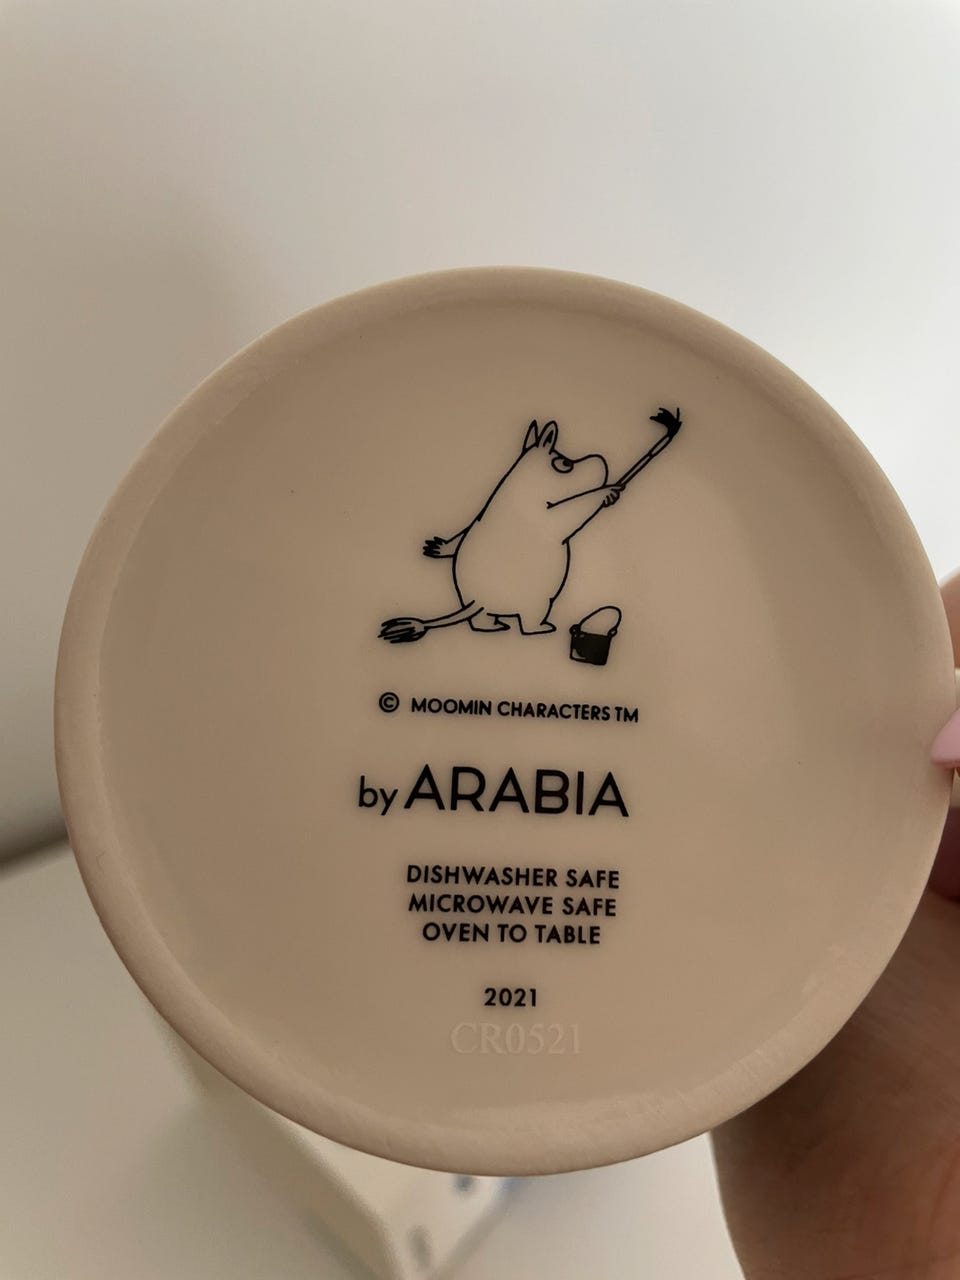 © MOOMIN CHARACTERS TM
by ARABIA
DISHWASHER SAFE
MICROWAVE SAFE
OVEN TO TABLE
2021
CR0521